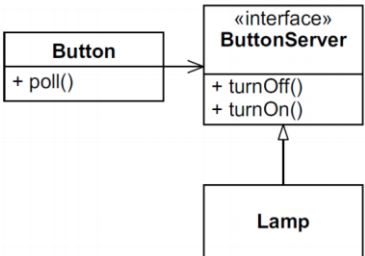 «interface»
ButtonServer
Button
+ poll()
+ turnOff()
+ turnOn()
Lamp